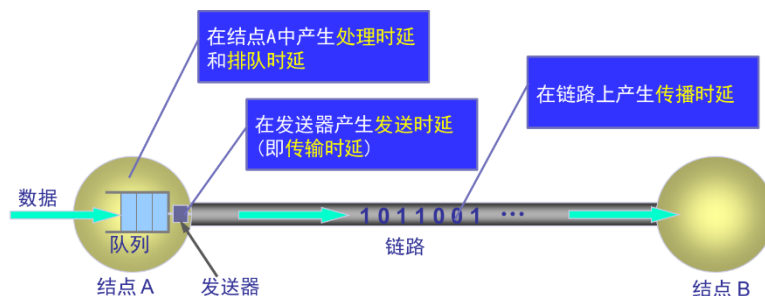 在结点A中产生处理时延
和排队时延
在链路上产生传播时延
在发送器产生发送时延
(即传输时延)
数据
1011001 ···
队列
链路
结点 A
发送器
结点 B